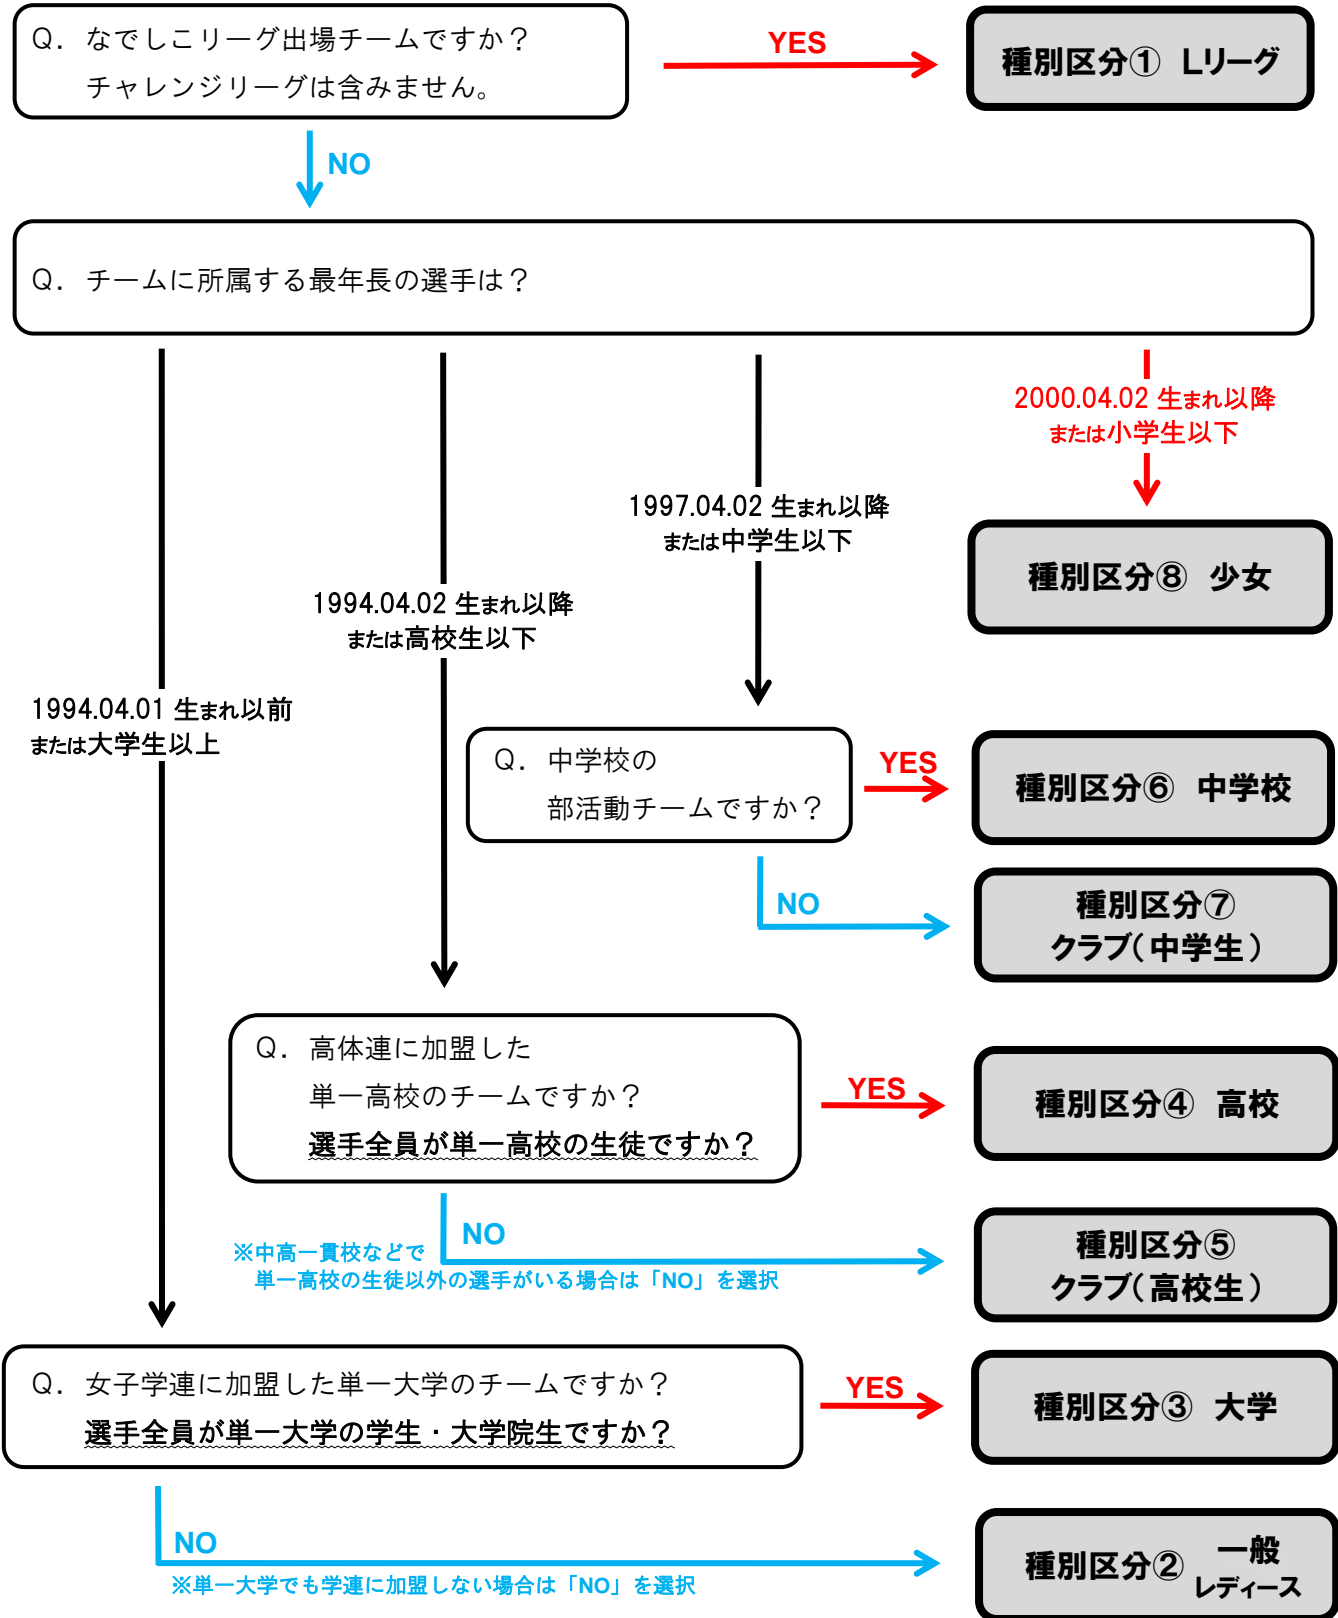 Q. なでしこリーグ出場チームですか？
チャレンジリーグは含みません。
YES
種別区分① Lリーグ
NO
Q. チームに所属する最年長の選手は？
2000.04.02 生まれ以降
または小学生以下
1997.04.02 生まれ以降
または中学生以下
種別区分⑧ 少女
1994.04.02 生まれ以降
または高校生以下
1994.04.01 生まれ以前
または大学生以上
Q. 中学校の
部活動チームですか？
YES
種別区分⑥ 中学校
NO
種別区分⑦
クラブ（中学生）
Q. 高体連に加盟した
単一高校のチームですか？
選手全員が単一高校の生徒ですか？
YES
種別区分④ 高校
NO
※中高一貫校などで
単一高校の生徒以外の選手がいる場合は「NO」を選択
種別区分⑤
クラブ（高校生）
Q. 女子学連に加盟した単一大学のチームですか？
選手全員が単一大学の学生・大学院生ですか？
YES
種別区分③ 大学
NO
※単一大学でも学連に加盟しない場合は「NO」を選択
種別区分② 一般
レディース